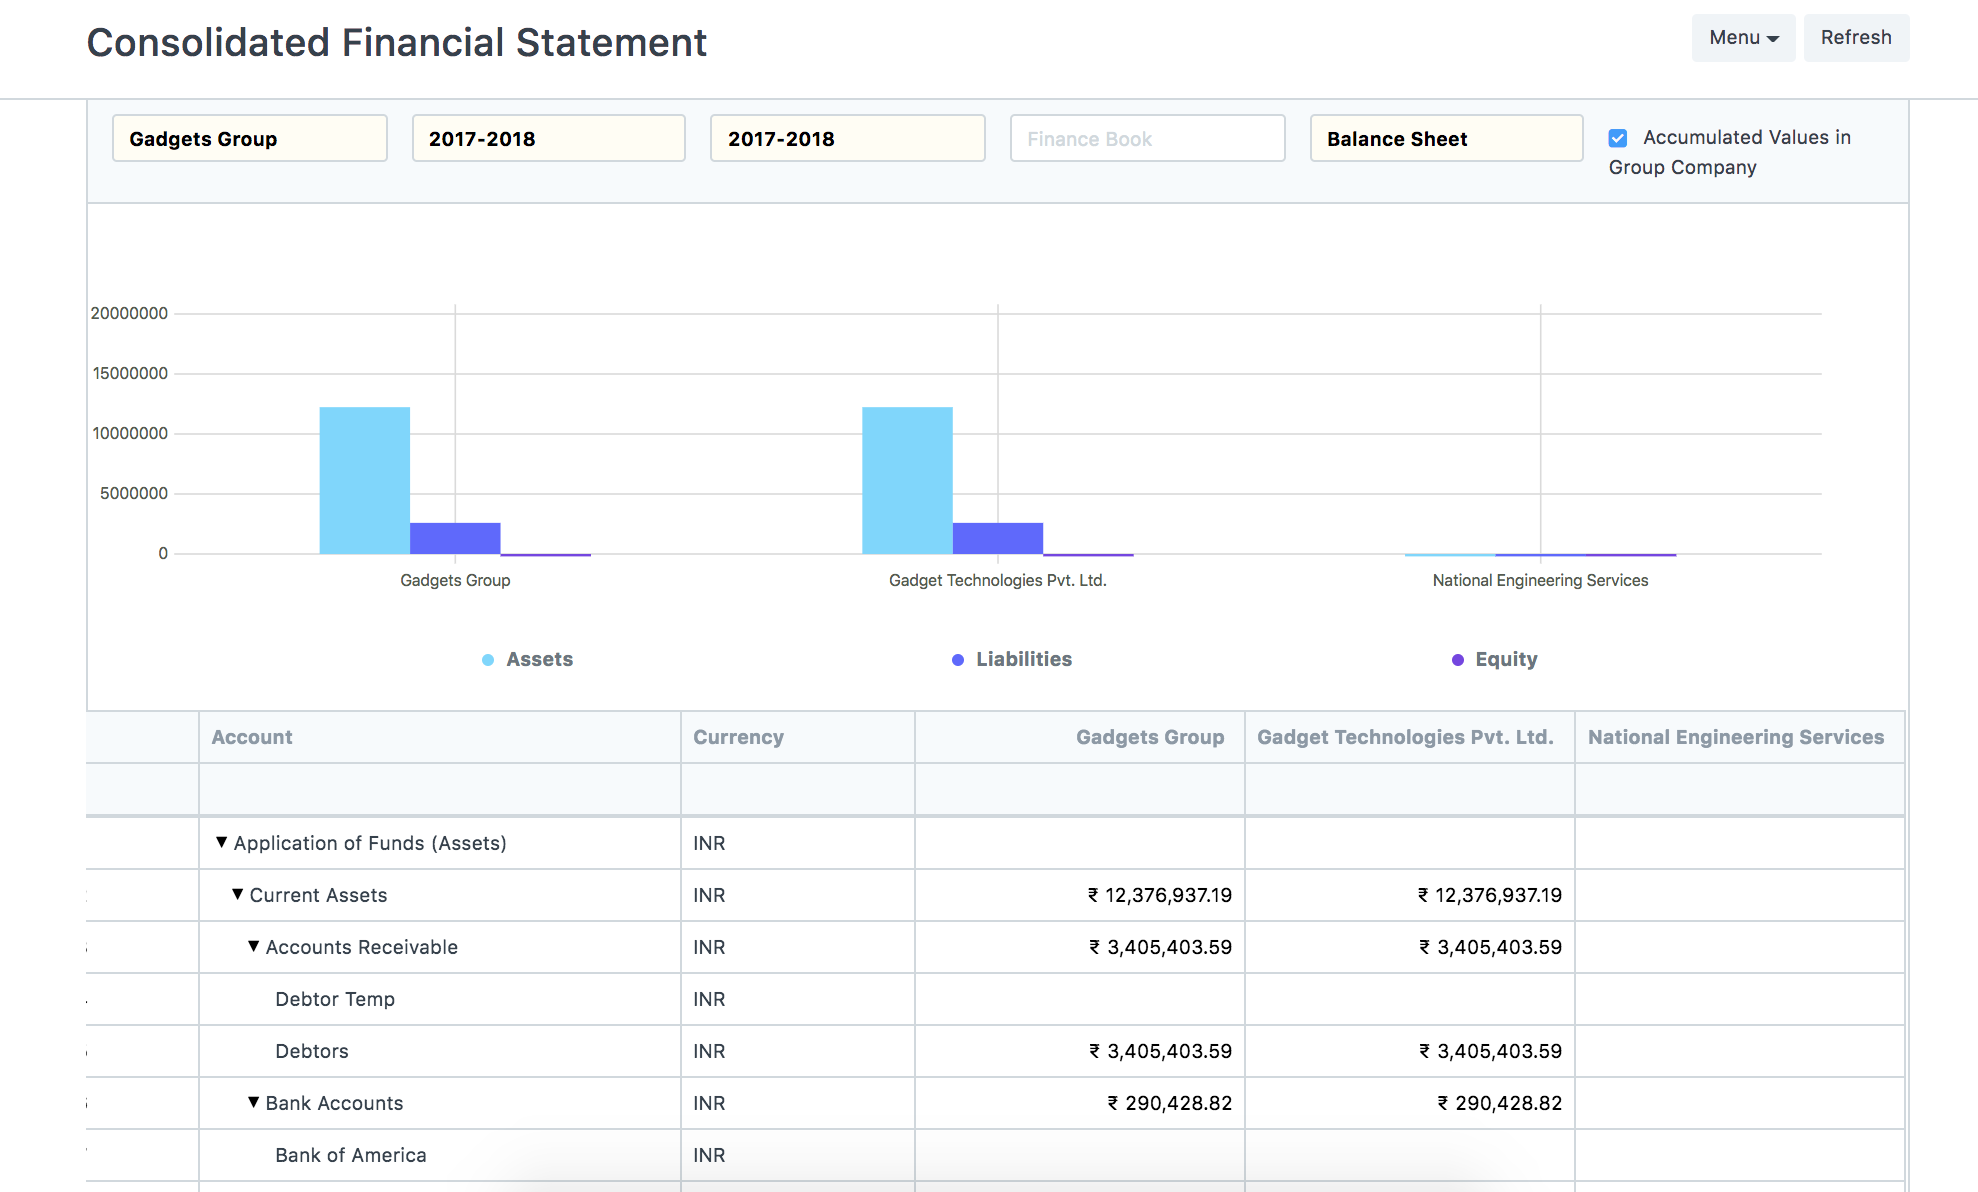 Consolidated Financial Statement
Menu
Refresh
Gadgets Group
2017-2018
2017-2018
Finance Book
Balance Sheet
Accumulated Values in
Group Company
20000000
15000000
10000000
5000000
0
Gadgets Group
Gadget Technologies Pvt. Ltd.
National Engineering Services
Assets
Liabilities
Equity
Account Currency Gadgets Group Gadget Technologies Pvt. Ltd. National Engineering Services
▼ Application of Funds (Assets) INR
▼ Current Assets INR ₹ 12,376,937.19 ₹ 12,376,937.19
▼ Accounts Receivable INR ₹ 3,405,403.59 ₹ 3,405,403.59
Debtor Temp INR
Debtors INR ₹ 3,405,403.59 ₹ 3,405,403.59
▼ Bank Accounts INR ₹ 290,428.82 ₹ 290,428.82
Bank of America INR